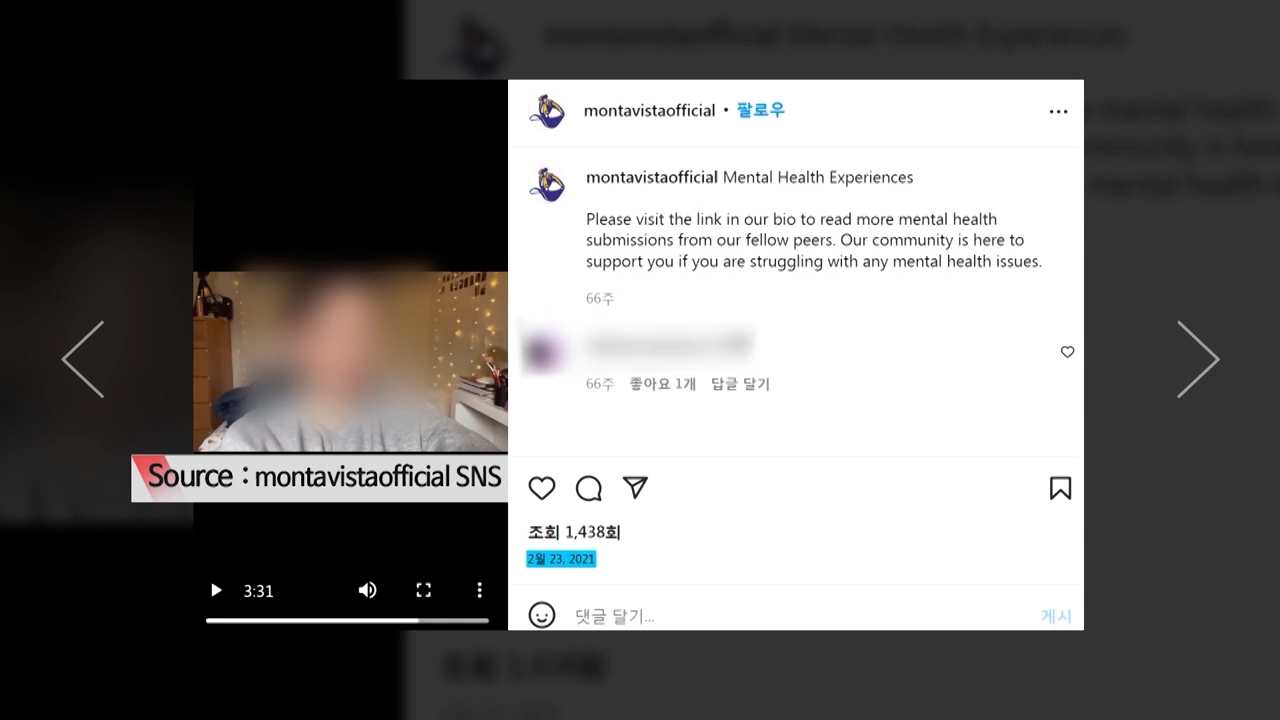 montavistaofficial • 팔로우
montavistaofficial Mental Health Experiences
Please visit the link in our bio to read more mental health
submissions from our fellow peers. Our community is here to
support you if you are struggling with any mental health issues.
66주
66주 좋아요 1개 답글 달기
Source : montavistaofficial SNS
조회 1,438회
2월 23, 2021
3:31
댓글 달기...
게시